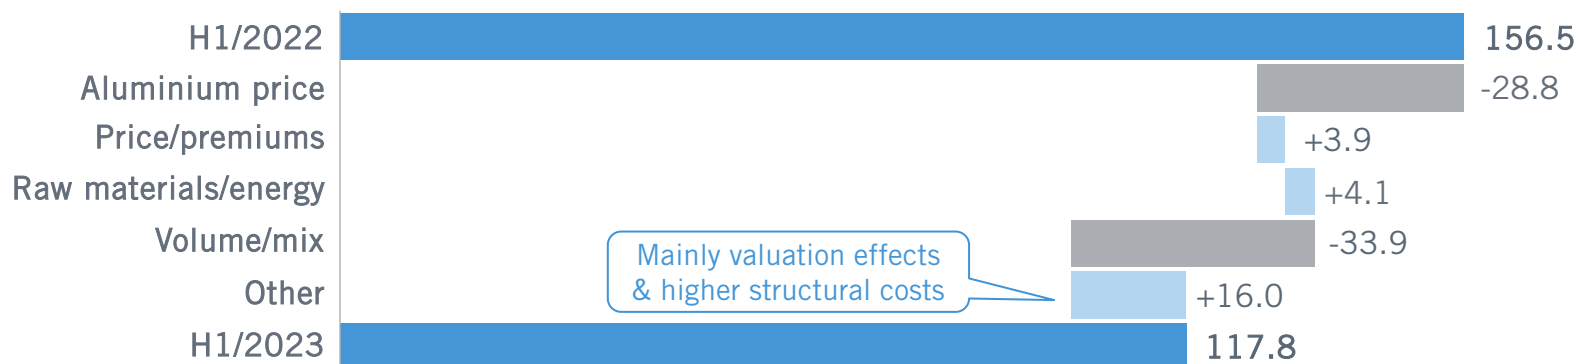 H1/2022 156.5
Aluminium price -28.8
Price/premiums +3.9
Raw materials/energy +4.1
Volume/mix -33.9
Mainly valuation effects
& higher structural costs
Other +16.0
H1/2023 117.8